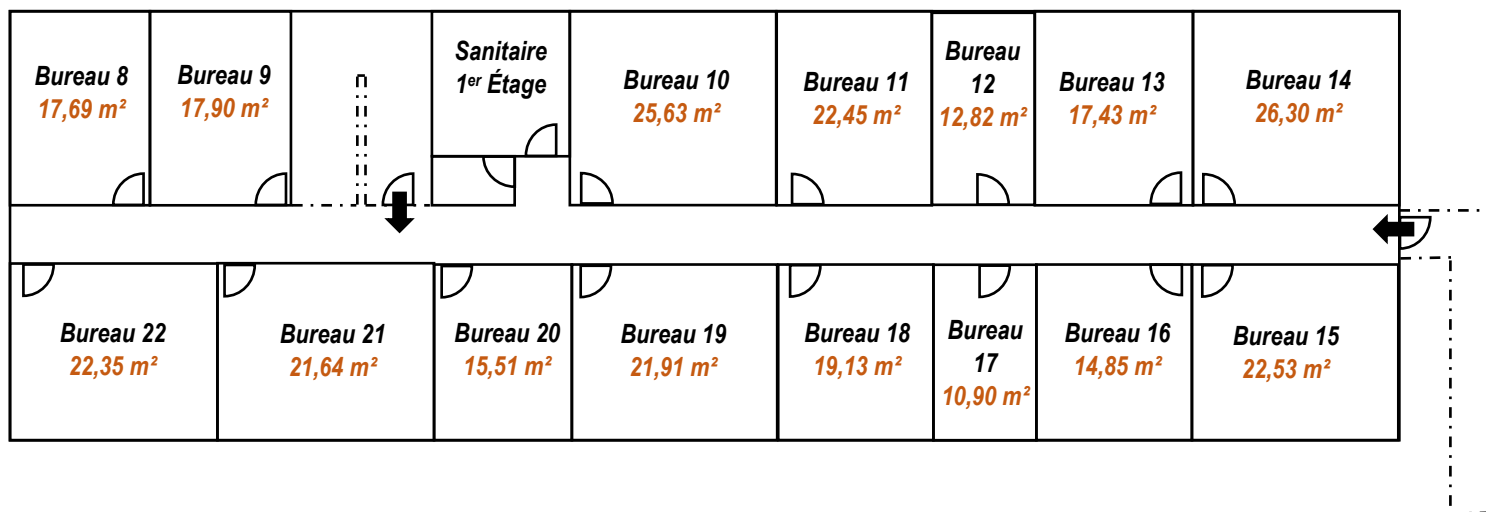 Bureau 8
17,69 m²
Bureau 9
17,90 m²
Sanitaire
1er Étage
Bureau 10
25,63 m²
Bureau 11
22,45 m²
Bureau
12
12,82 m²
Bureau 13
17,43 m²
Bureau 14
26,30 m²
Bureau 22
22,35 m²
Bureau 21
21,64 m²
Bureau 20
15,51 m²
Bureau 19
21,91 m²
Bureau 18
19,13 m²
Bureau
17
10,90 m²
Bureau 16
14,85 m²
Bureau 15
22,53 m²